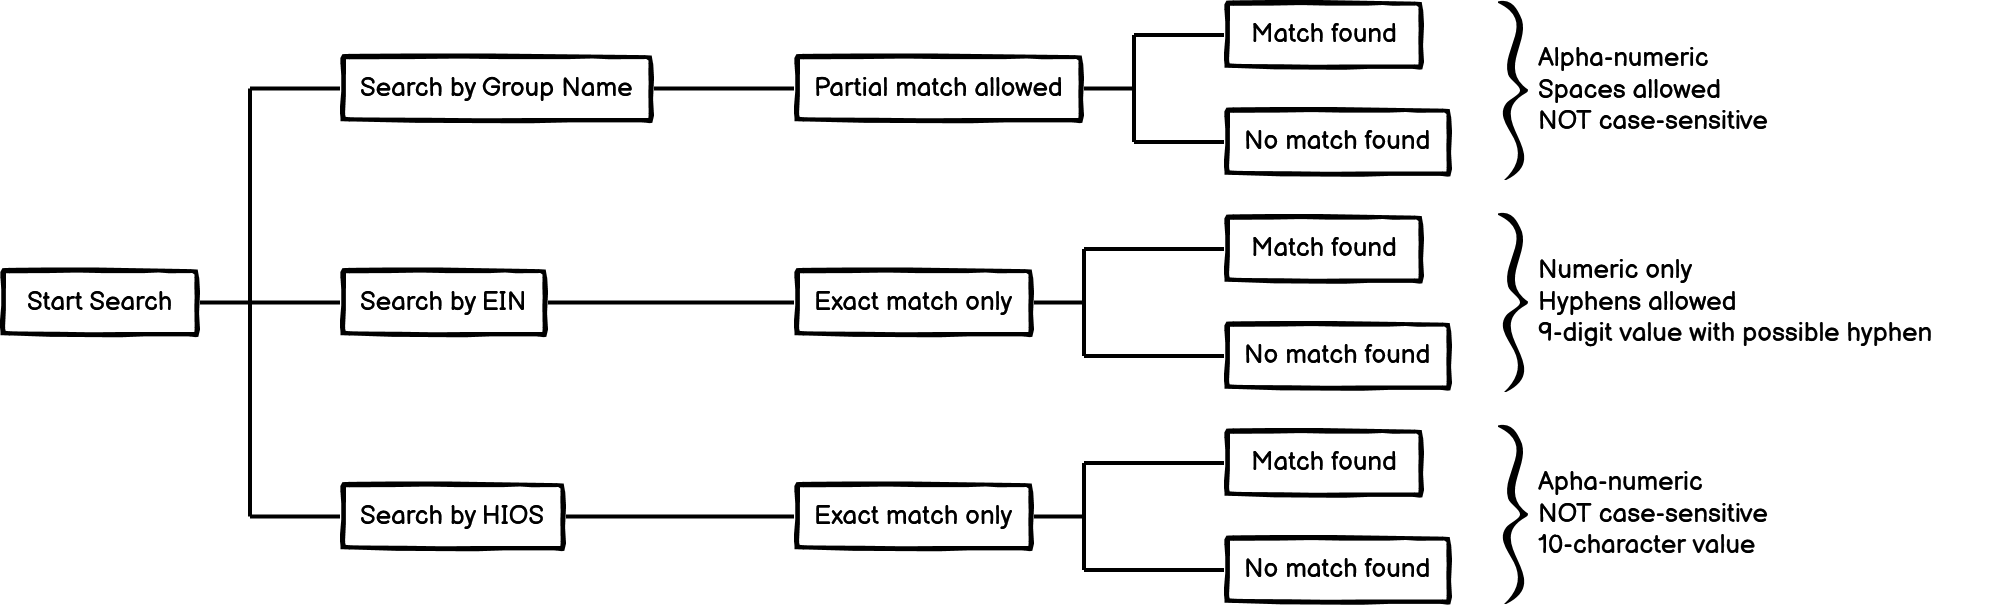 Start Search
Search by Group Name
Partial match allowed
Match found
No match found
Alpha-numeric
Spaces allowed
NOT case-sensitive
Search by EIN
Exact match only
Match found
No match found
Numeric only
Hyphens allowed
9-digit value with possible hyphen
Search by HIOS
Exact match only
Match found
No match found
Apha-numeric
NOT case-sensitive
10-character value